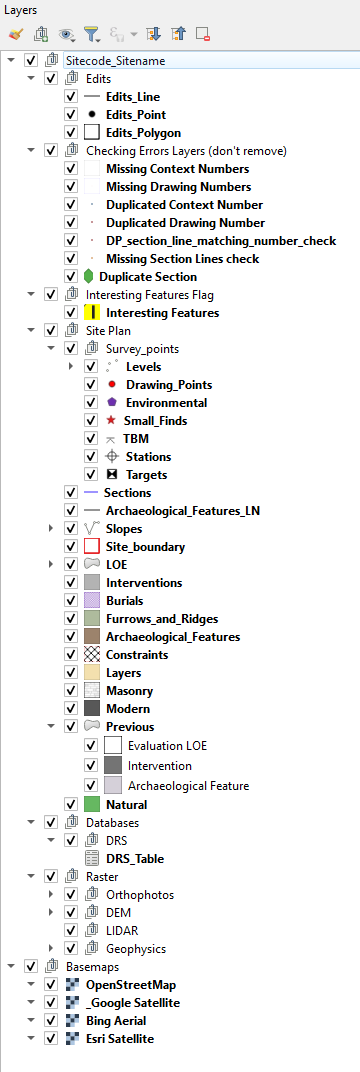 Layers
Sitecode_Sitename
Edits
Edits_Line
Edits_Point
Edits_Polygon
Checking Errors Layers (don't remove)
Missing Context Numbers
Missing Drawing Numbers
Duplicated Context Number
Duplicated Drawing Number
DP_section_line_matching_number_check
Missing Section Lines check
Duplicate Section
Interesting Features Flag
Interesting Features
Site Plan
Survey_points
Levels
Drawing_Points
Environmental
Small_Finds
TBM
Stations
Targets
Sections
Archaeological_Features_LN
Slopes
Site_boundary
LOE
Interventions
Burials
Furrows_and_Ridges
Archaeological_Features
Constraints
Layers
Masonry
Modern
Previous
Evaluation LOE
Intervention
Archaeological Feature
Natural
Databases
DRS
DRS_Table
Raster
Orthophotos
DEM
LIDAR
Geophysics
Basemaps
OpenStreetMap
_Google Satellite
Bing Aerial
Esri Satellite